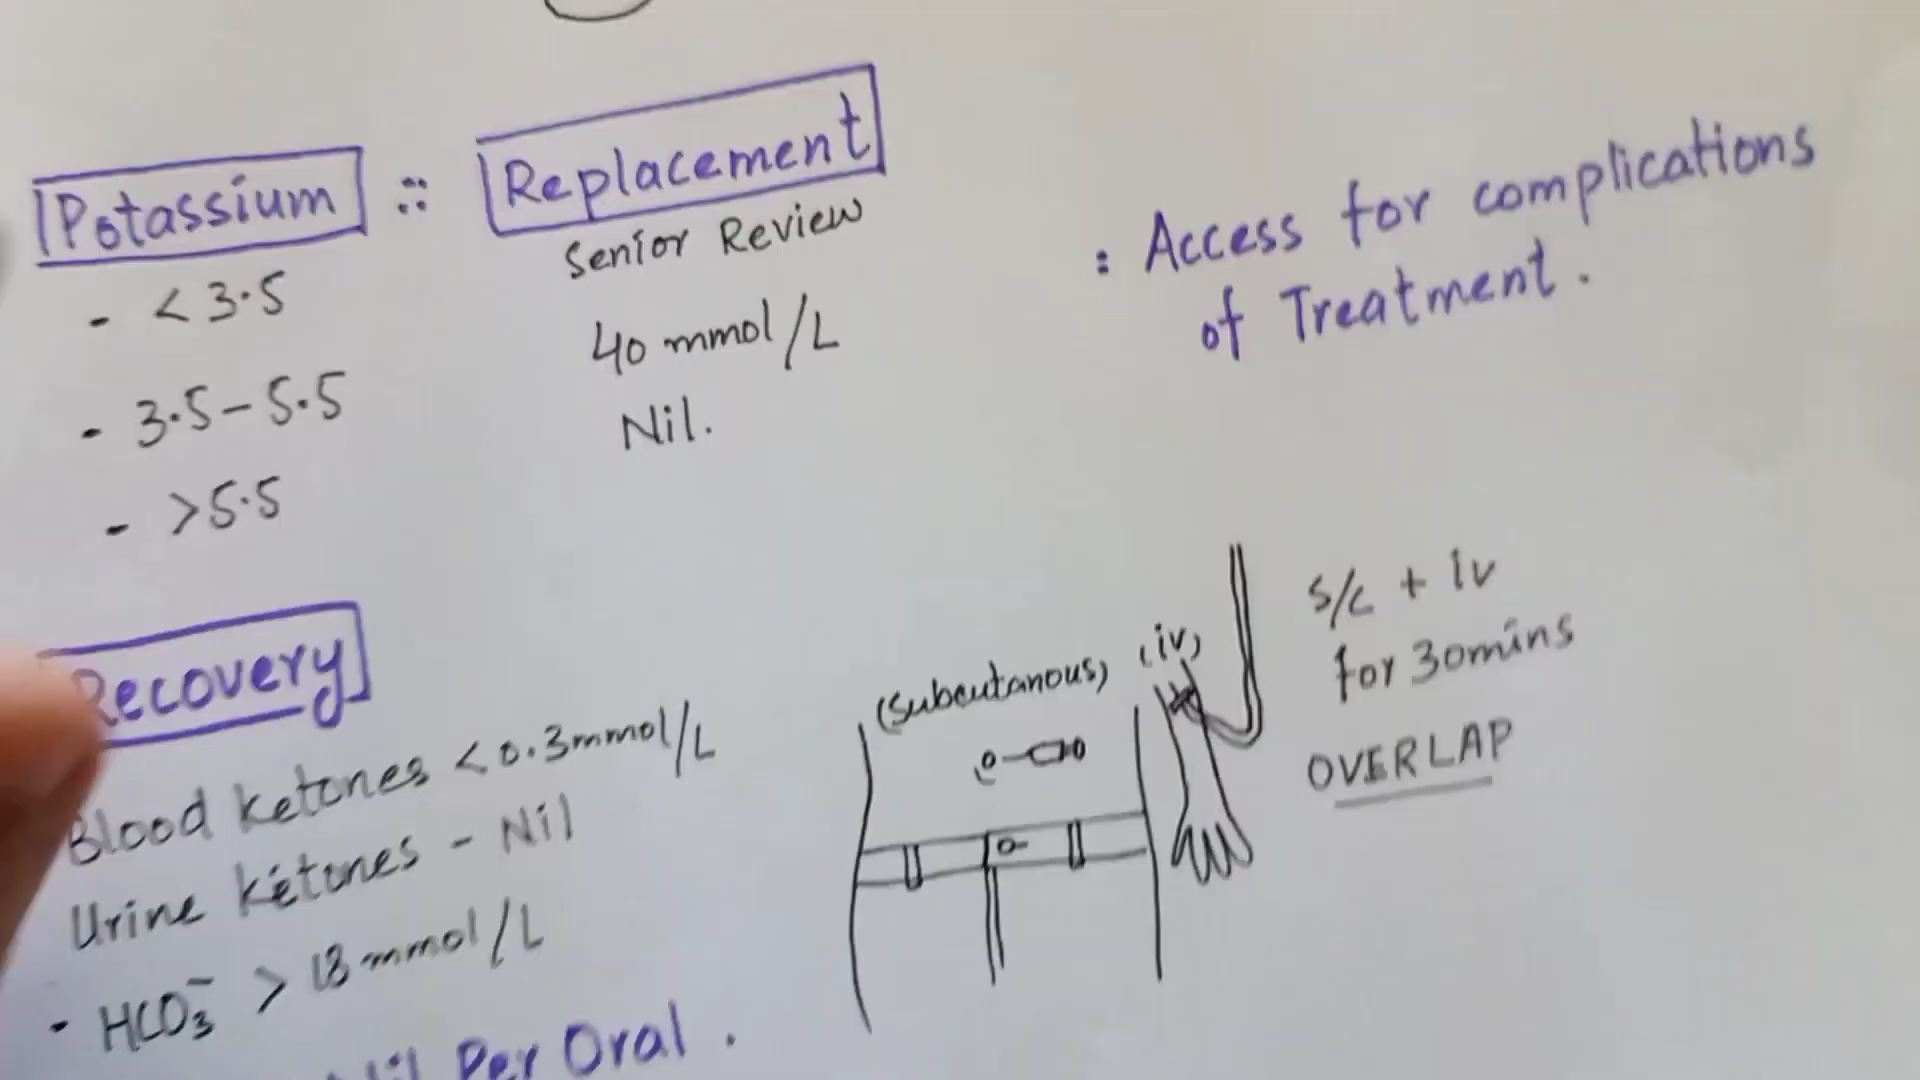 Potassium :: Replacement
- < 3.5 Senior Review
- 3.5-5.5 40 mmol/L
- >5.5 Nil.
: Access for complications
of Treatment.
Recovery
Blood ketones <0.3mmol/L
Urine ketones - Nil
- HCO3- > 18 mmol/L
Nil Per Oral.
(subcutanous) (iv)
s/c + iv
for 30mins
OVERLAP